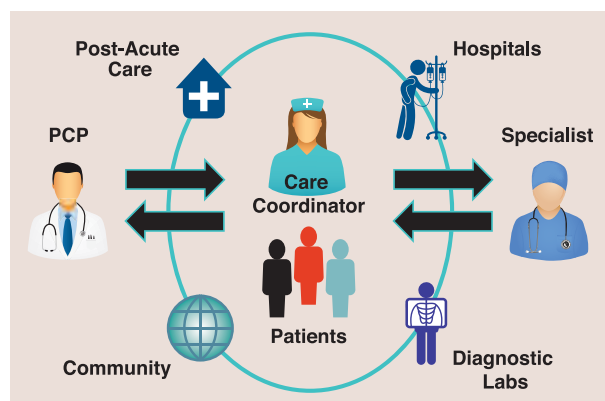 Post-Acute
Care
Hospitals
PCP
Specialist
Care
Coordinator
Patients
Community
Diagnostic
Labs